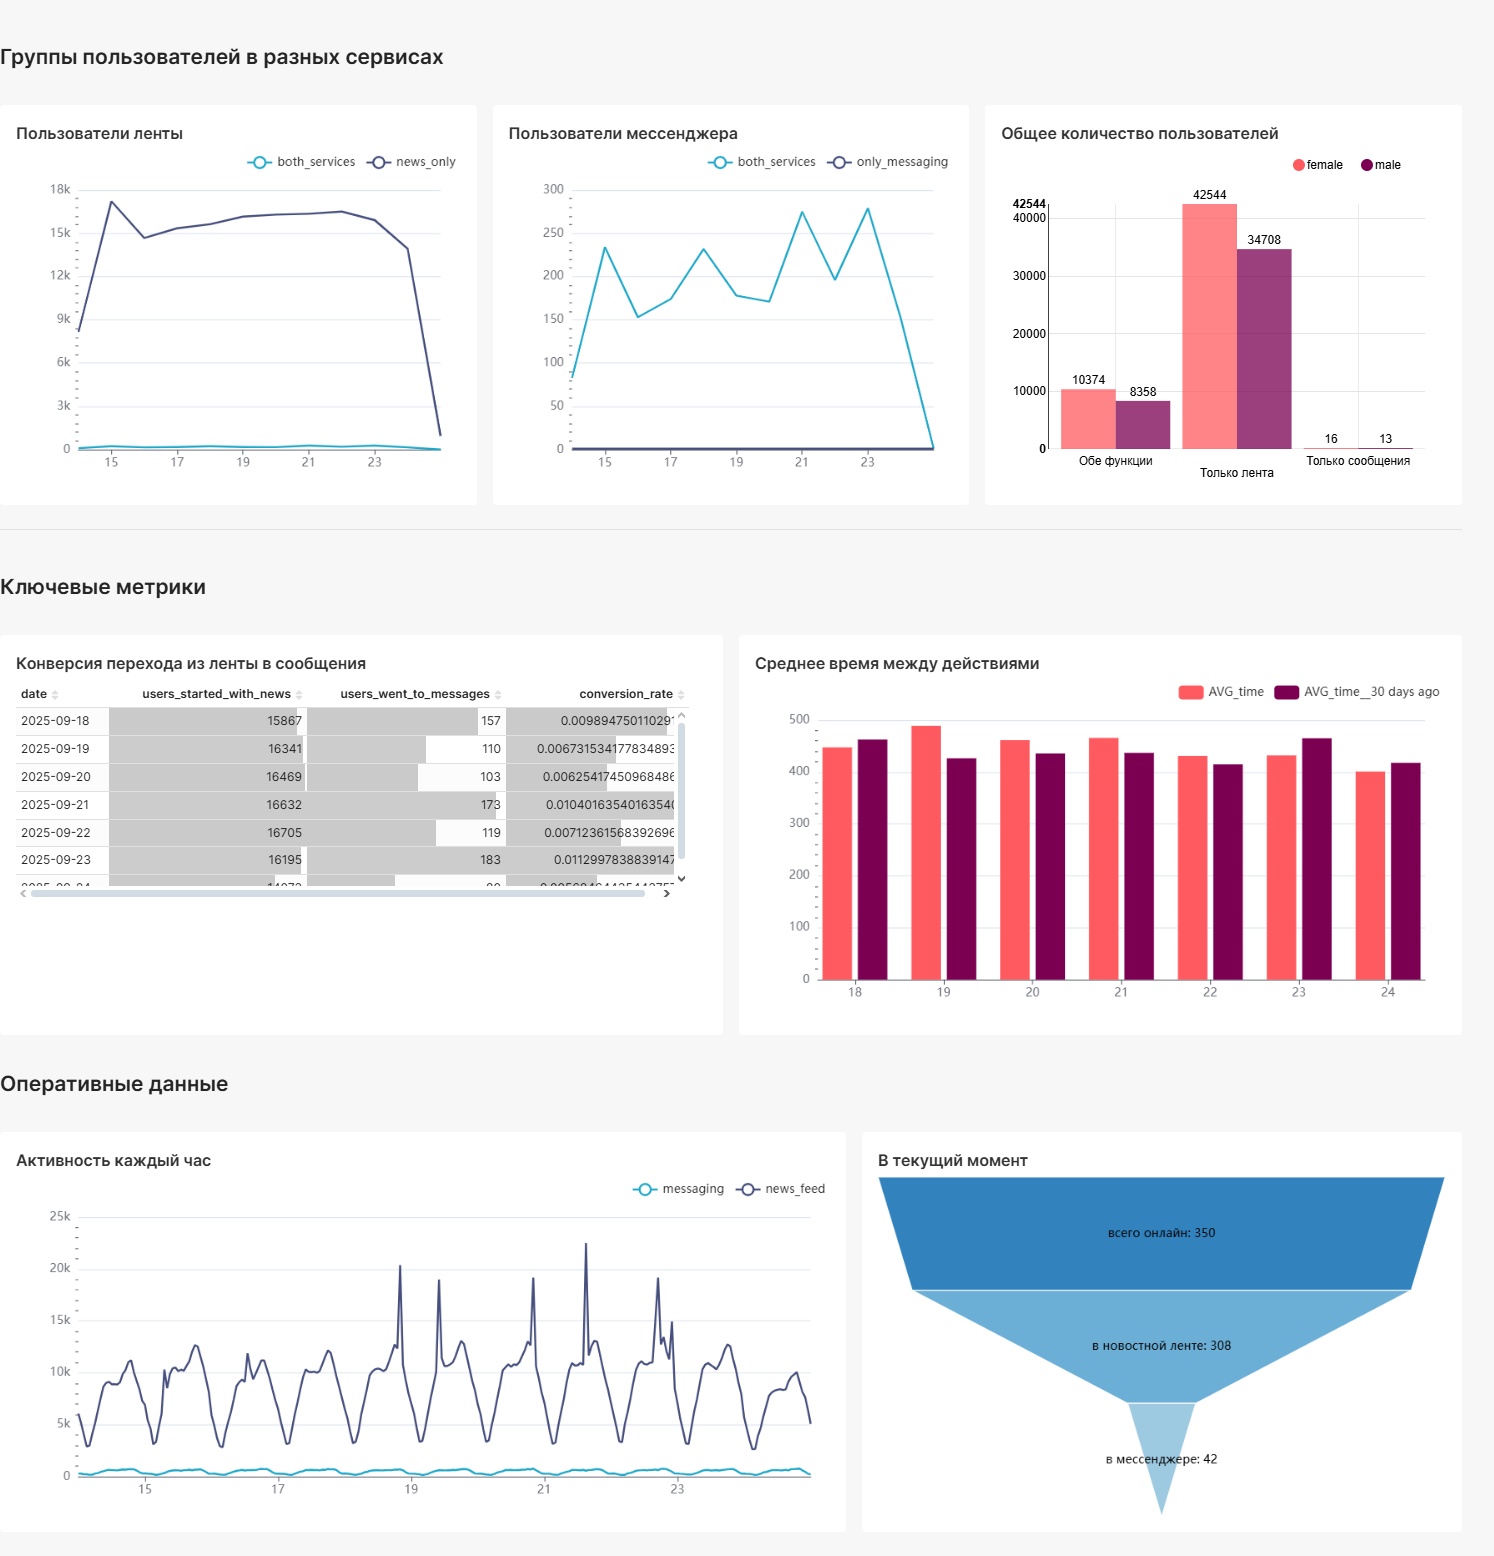 Группы пользователей в разных сервисах
Пользователи ленты
both_services news_only
18k
15k
12k
9k
6k
3k
0
15 17 19 21 23
Пользователи мессенджера
both_services only_messaging
300
250
200
150
100
50
0
15 17 19 21 23
Общее количество пользователей
female male
42544
42544
40000
34708
30000
20000
10374
10000
8358
16 13
0
Обе функции Только сообщения
Только лента
Ключевые метрики
Конверсия перехода из ленты в сообщения
date users_started_with_news users_went_to_messages conversion_rate
2025-09-18 15867 157 0.009894750110291
2025-09-19 16341 110 0.006731534177834893
2025-09-20 16469 103 0.00625417450968486
2025-09-21 16632 173 0.0104016354016354
2025-09-22 16705 119 0.00712361568392696
2025-09-23 16195 183 0.0112997838839147
Среднее время между действиями
AVG_time AVG_time__30 days ago
500
400
300
200
100
0
18 19 20 21 22 23 24
Оперативные данные
Активность каждый час
messaging news_feed
25k
20k
15k
10k
5k
0
15 17 19 21 23
В текущий момент
всего онлайн: 350
в новостной ленте: 308
в мессенджере: 42